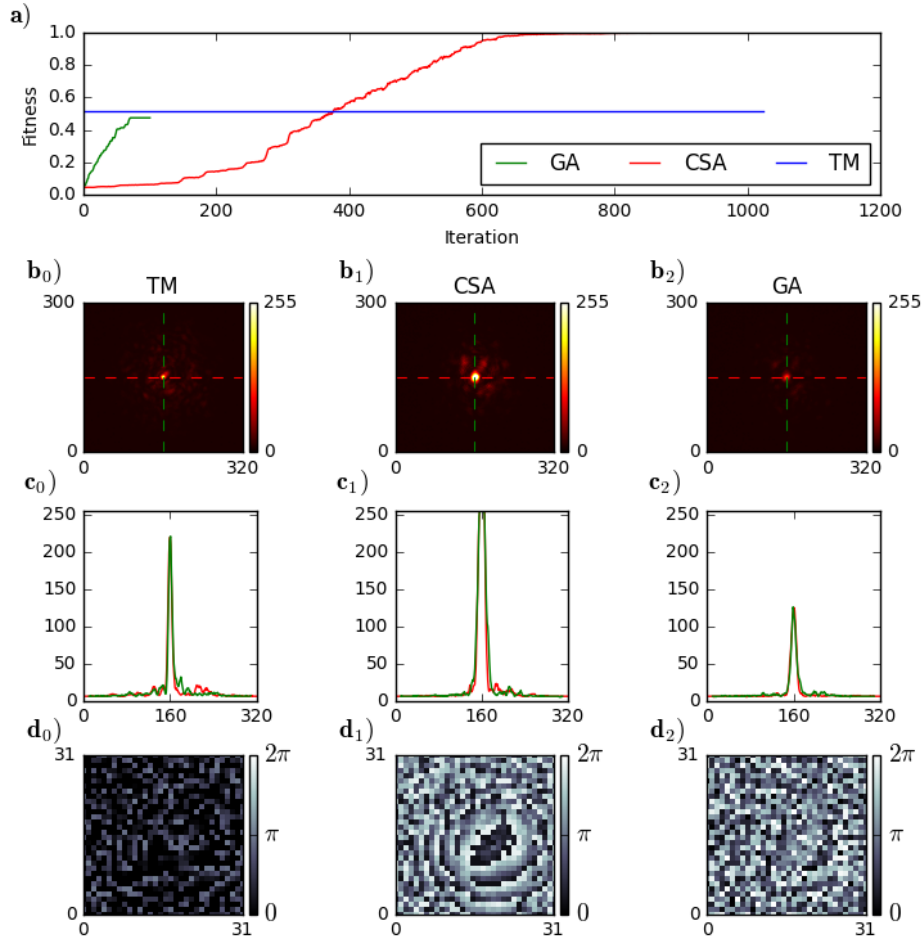 a)
1.0
0.8
0.6
0.4
0.2
0.0
Fitness
GA CSA TM
0 200 400 600 800 1000 1200
Iteration
b0) b1) b2)
TM CSA GA
300 255 300 255 300 255
0 0 0 0 0 0
0 320 0 320 0 320
c0) c1) c2)
250 250 250
200 200 200
150 150 150
100 100 100
50 50 50
0 0 0
0 160 320 0 160 320 0 160 320
d0) d1) d2)
31 2π 31 2π 31 2π
π π π
0 0 0 0 0 0
0 31 0 31 0 31